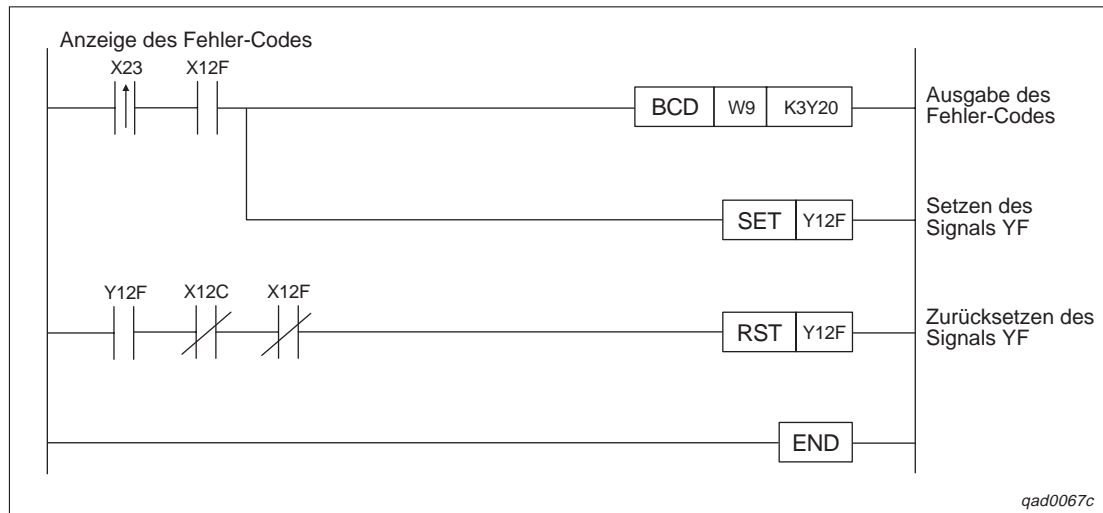 Anzeige des Fehler-Codes
X23 X12F
BCD W9 K3Y20
Ausgabe des
Fehler-Codes
SET Y12F
Setzen des
Signals YF
Y12F X12C X12F
RST Y12F
Zurücksetzen des
Signals YF
END
qad0067c